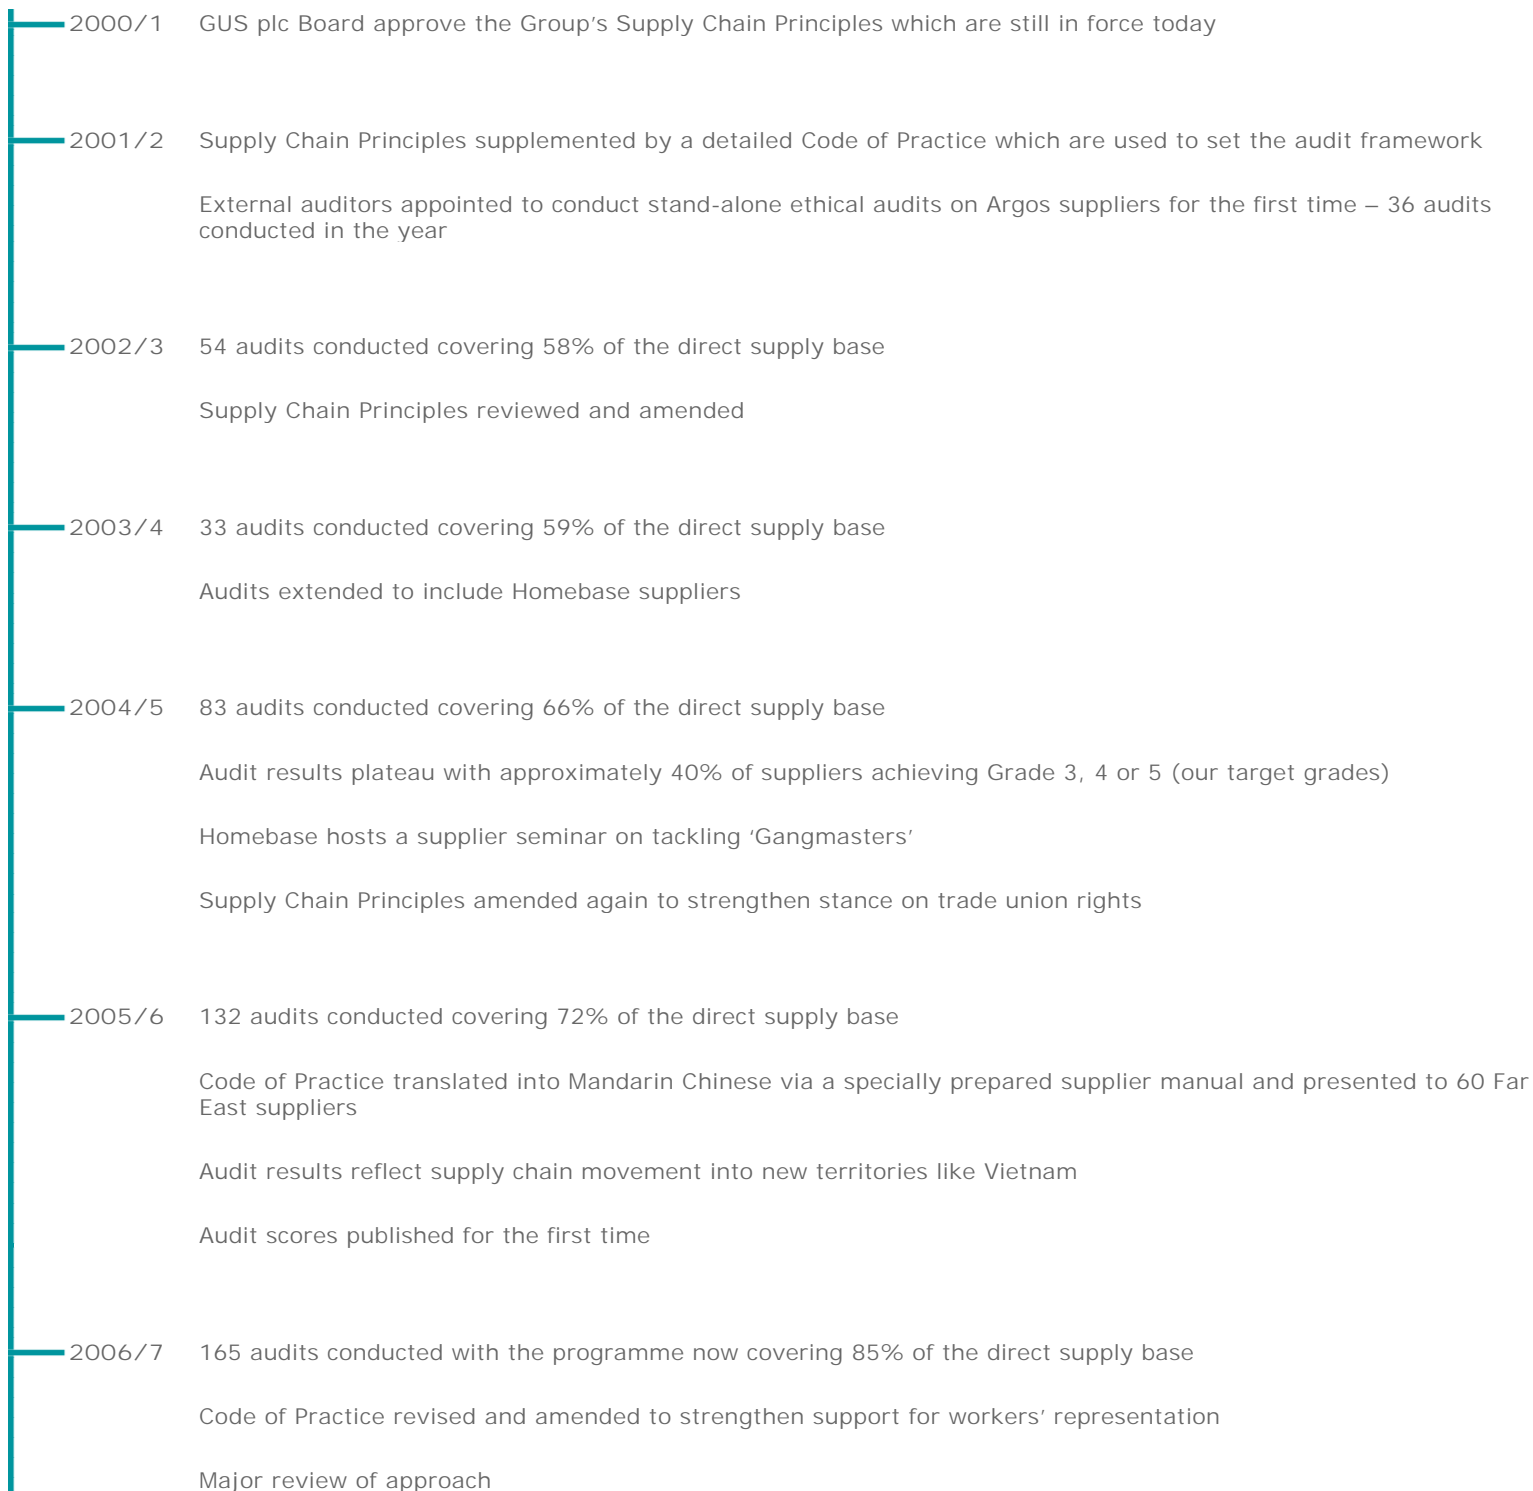 2000/1 GUS plc Board approve the Group’s Supply Chain Principles which are still in force today
2001/2 Supply Chain Principles supplemented by a detailed Code of Practice which are used to set the audit framework
External auditors appointed to conduct stand-alone ethical audits on Argos suppliers for the first time – 36 audits
conducted in the year
2002/3 54 audits conducted covering 58% of the direct supply base
Supply Chain Principles reviewed and amended
2003/4 33 audits conducted covering 59% of the direct supply base
Audits extended to include Homebase suppliers
2004/5 83 audits conducted covering 66% of the direct supply base
Audit results plateau with approximately 40% of suppliers achieving Grade 3, 4 or 5 (our target grades)
Homebase hosts a supplier seminar on tackling ‘Gangmasters’
Supply Chain Principles amended again to strengthen stance on trade union rights
2005/6 132 audits conducted covering 72% of the direct supply base
Code of Practice translated into Mandarin Chinese via a specially prepared supplier manual and presented to 60 Far
East suppliers
Audit results reflect supply chain movement into new territories like Vietnam
Audit scores published for the first time
2006/7 165 audits conducted with the programme now covering 85% of the direct supply base
Code of Practice revised and amended to strengthen support for workers’ representation
Major review of approach